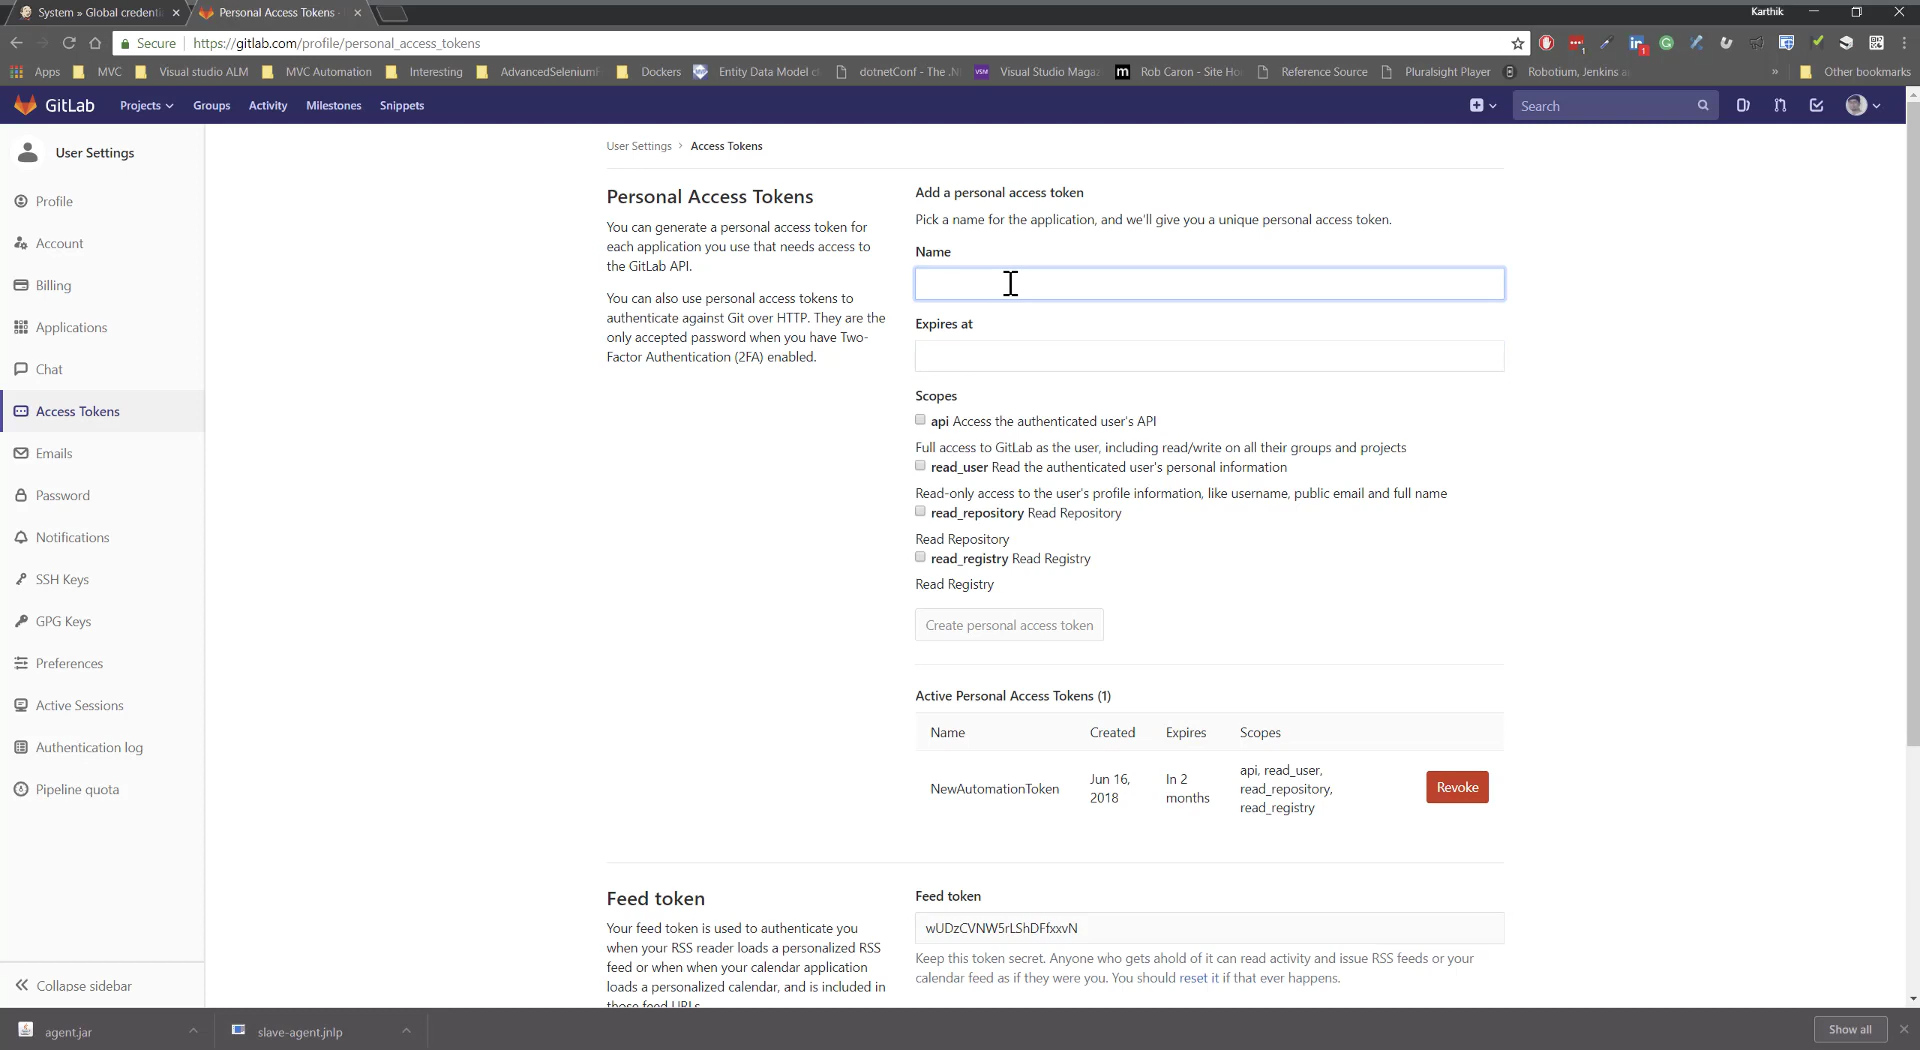 System » Global credenti
Personal Access Tokens ·
Karthik
Secure
https://gitlab.com/profile/personal_access_tokens
Apps
MVC
Visual studio ALM
MVC Automation
Interesting
AdvancedSelenium
Dockers
Entity Data Model c
dotnetConf - The .N
Visual Studio Magaz
Rob Caron - Site Ho
Reference Source
Pluralsight Player
Robotium, Jenkins a
»
Other bookmarks
GitLab
Projects
Groups
Activity
Milestones
Snippets
Search
User Settings
Profile
Account
Billing
Applications
Chat
Access Tokens
Emails
Password
Notifications
SSH Keys
GPG Keys
Preferences
Active Sessions
Authentication log
Pipeline quota
Collapse sidebar
User Settings > Access Tokens
Personal Access Tokens
You can generate a personal access token for
each application you use that needs access to
the GitLab API.
You can also use personal access tokens to
authenticate against Git over HTTP. They are the
only accepted password when you have Two-
Factor Authentication (2FA) enabled.
Add a personal access token
Pick a name for the application, and we'll give you a unique personal access token.
Name
Expires at
Scopes
api Access the authenticated user's API
Full access to GitLab as the user, including read/write on all their groups and projects
read_user Read the authenticated user's personal information
Read-only access to the user's profile information, like username, public email and full name
read_repository Read Repository
Read Repository
read_registry Read Registry
Read Registry
Create personal access token
Active Personal Access Tokens (1)
Name Created Expires Scopes
NewAutomationToken
Jun 16,
2018
In 2
months
api, read_user,
read_repository,
read_registry
Revoke
Feed token
Your feed token is used to authenticate you
when your RSS reader loads a personalized RSS
feed or when when your calendar application
loads a personalized calendar, and is included in
those feed URLs.
Feed token
wUDzCVNW5rLShDFfxxvN
Keep this token secret. Anyone who gets ahold of it can read activity and issue RSS feeds or your
calendar feed as if they were you. You should reset it if that ever happens.
agent.jar
slave-agent.jnlp
Show all